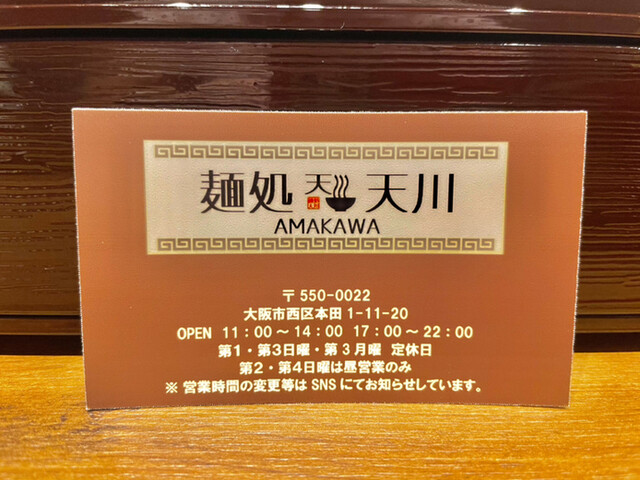 麺処 天川 天川
AMAKAWA
〒550-0022
大阪市西区本田1-11-20
OPEN 11:00～14:00 17:00～22:00
第1・第3日曜・第3月曜 定休日
第2・第4日曜は昼営業のみ
※ 営業時間の変更等は SNS にてお知らせしています。